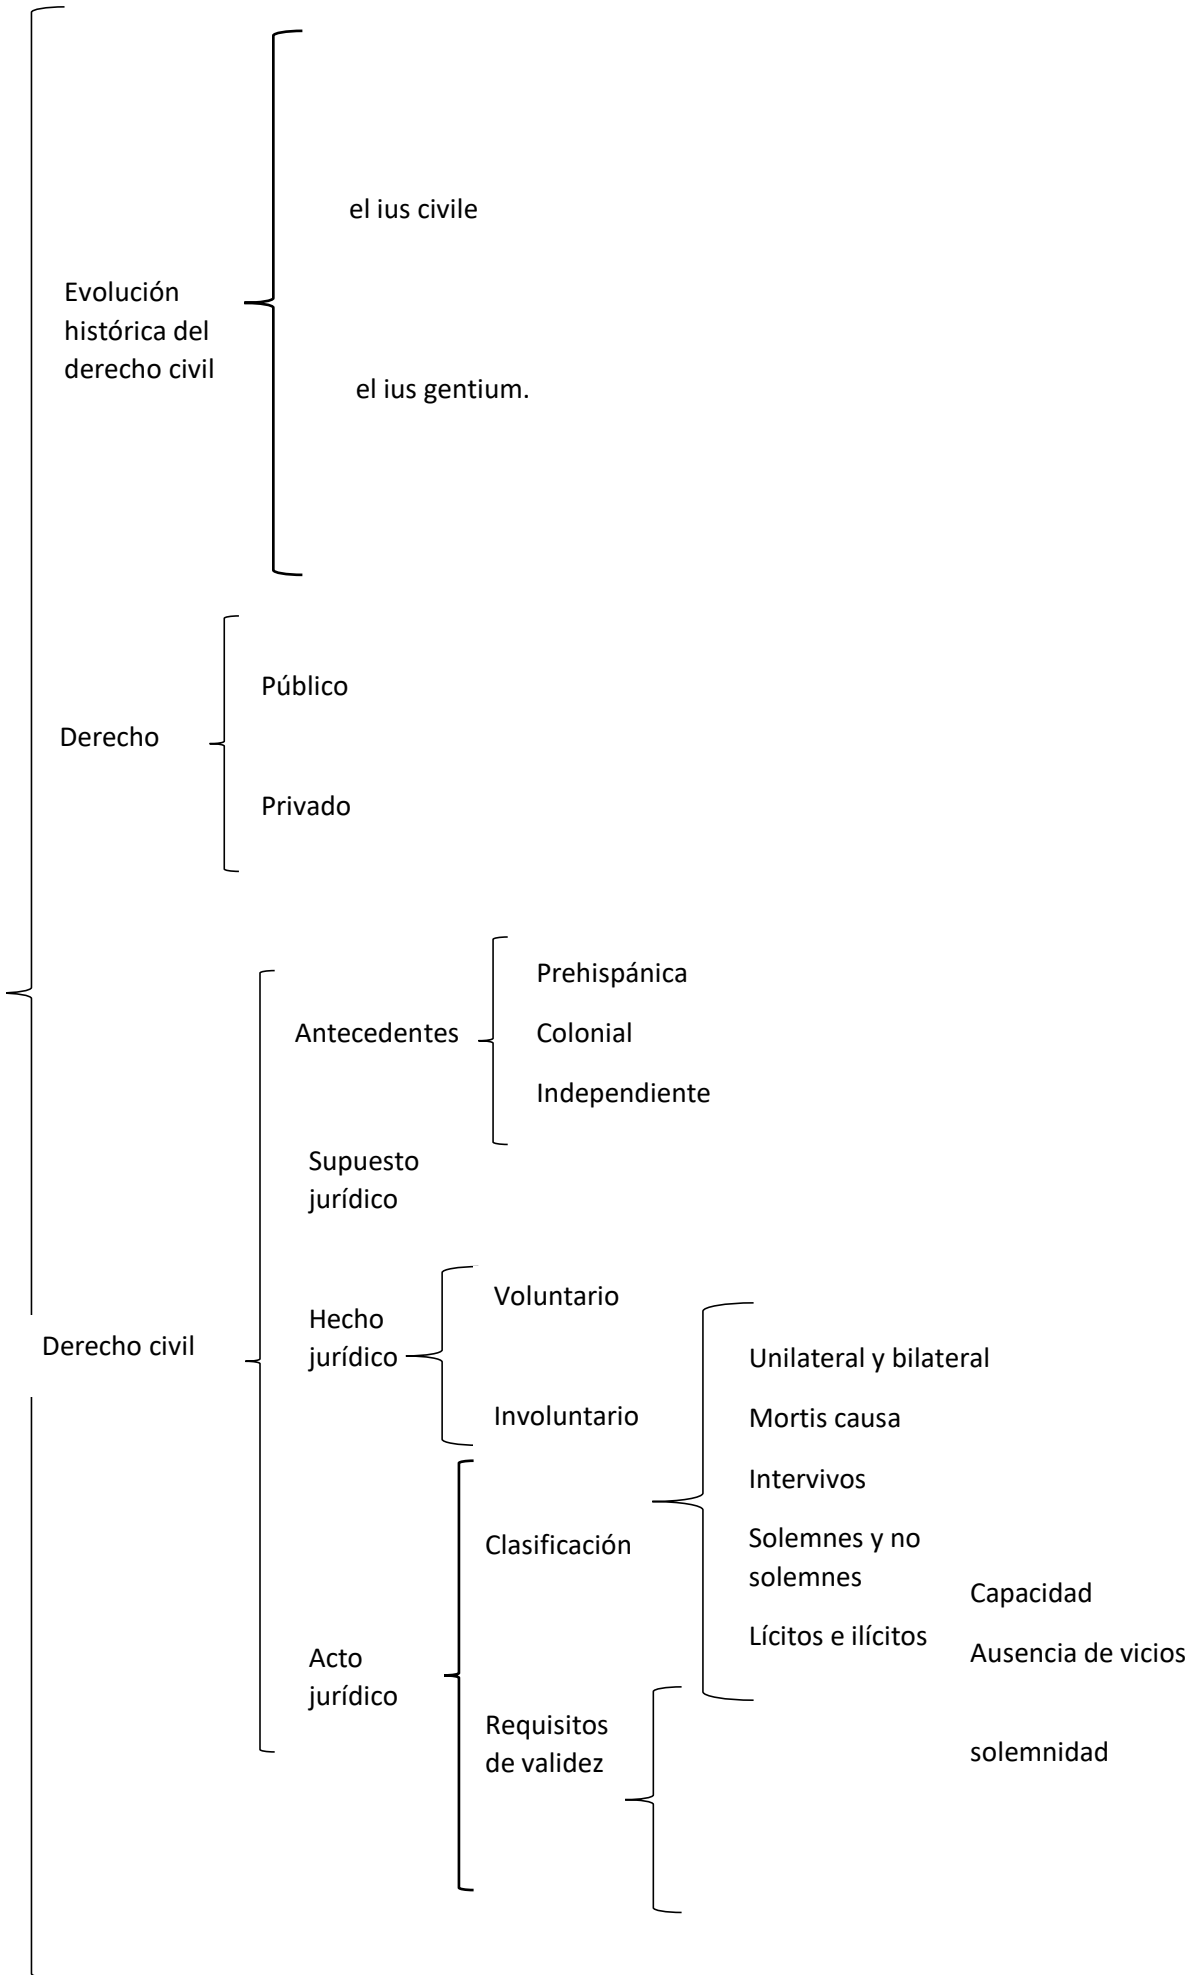 el ius civile
Evolución
histórica del
derecho civil
el ius gentium.
Público
Derecho
Privado
Prehispánica
Antecedentes
Colonial
Independiente
Supuesto
jurídico
Voluntario
Hecho
jurídico
Derecho civil
Unilateral y bilateral
Involuntario
Mortis causa
Intervivos
Clasificación
Solemnes y no
solemnes
Capacidad
Lícitos e ilícitos
Ausencia de vicios
Acto
jurídico
Requisitos
de validez
solemnidad